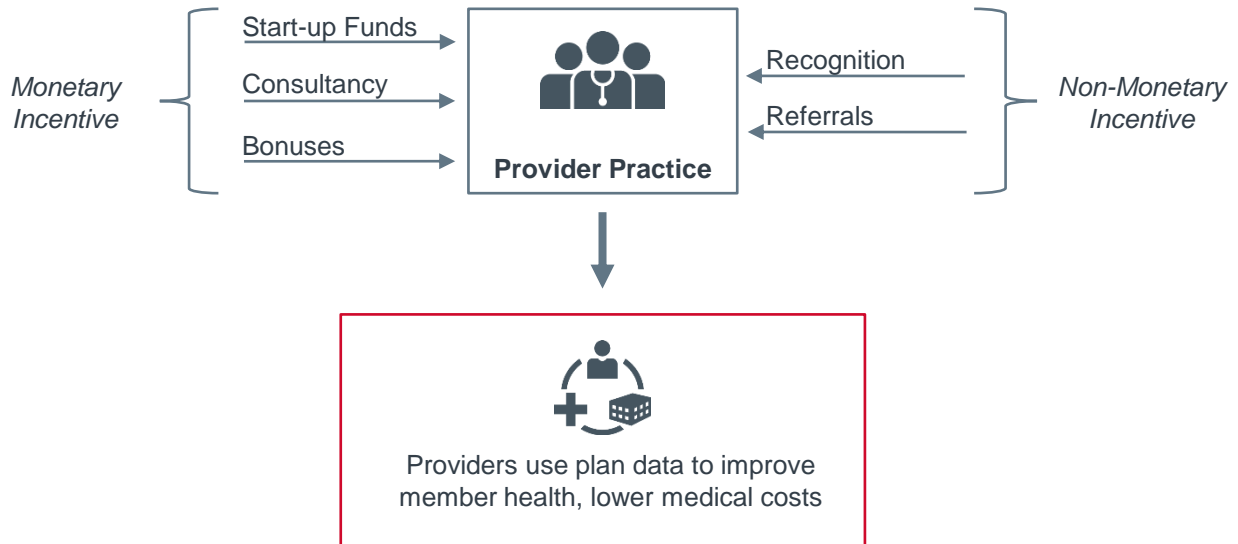 Monetary
Incentive
Start-up Funds
Consultancy
Bonuses
Provider Practice
Recognition
Referrals
Non-Monetary
Incentive
Providers use plan data to improve
member health, lower medical costs